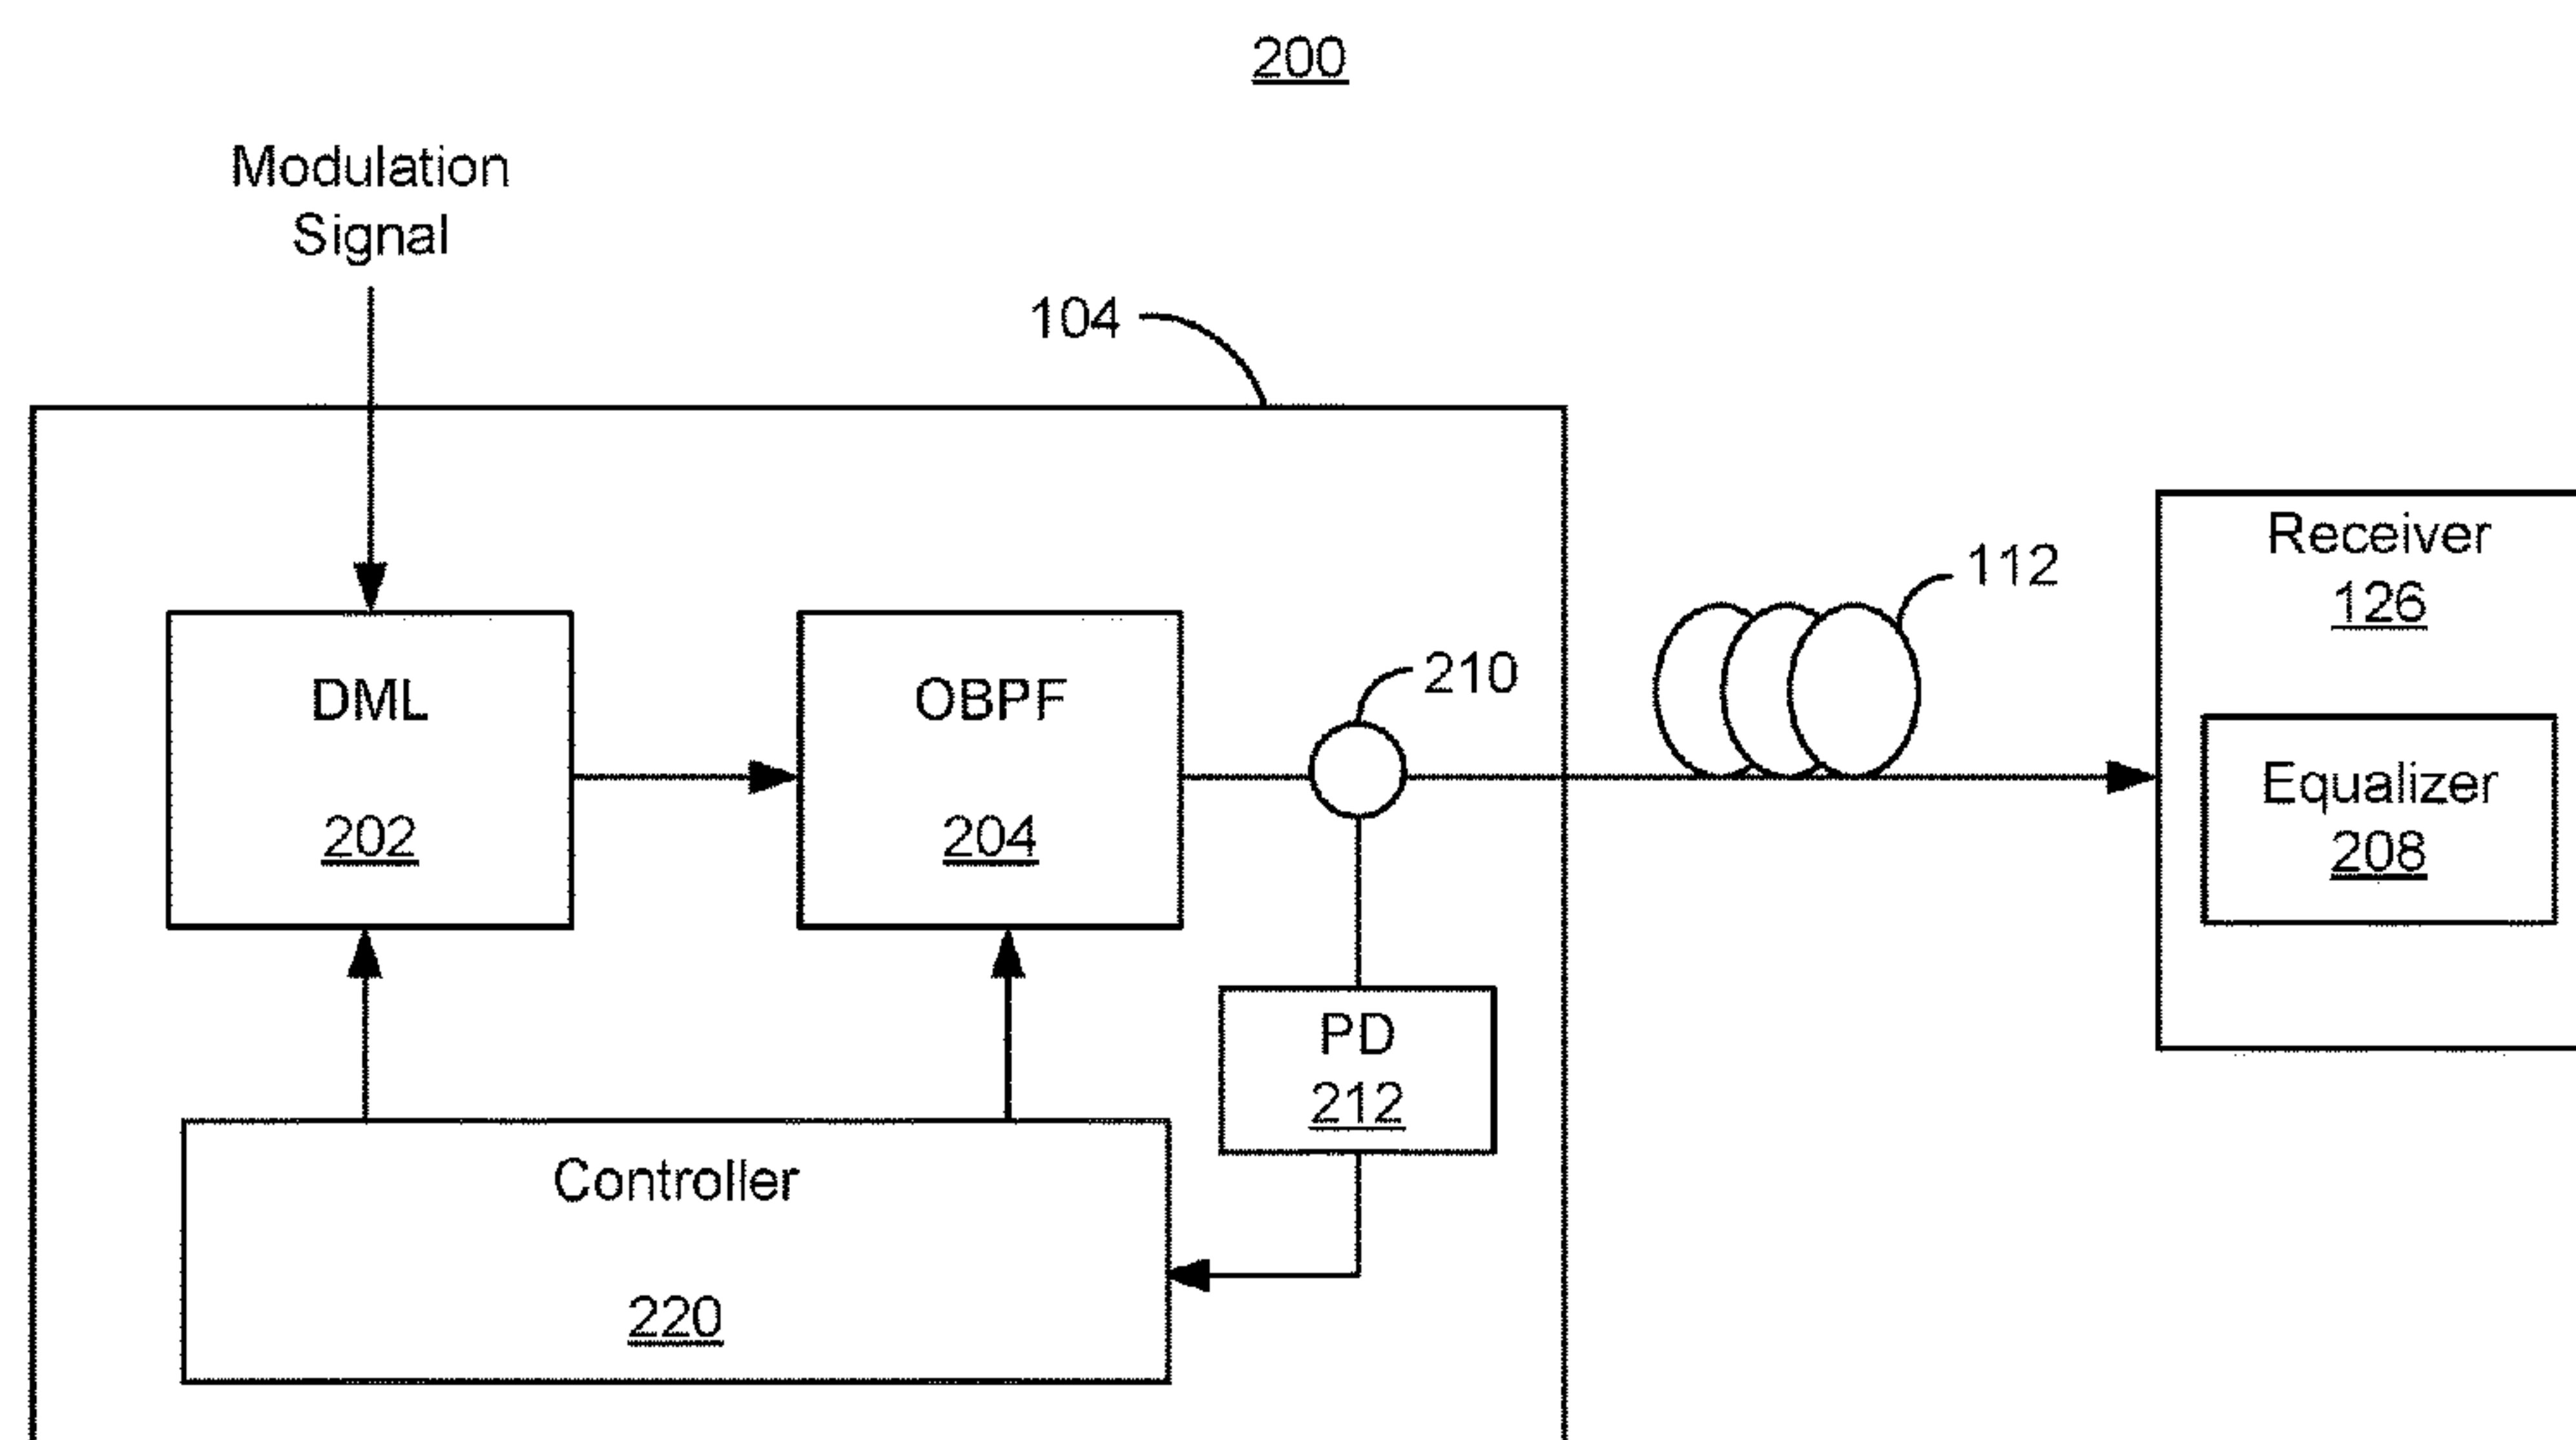 200
Modulation
Signal
104
112
210
Receiver
126
DML
202
OBPF
204
Equalizer
208
PD
212
Controller
220